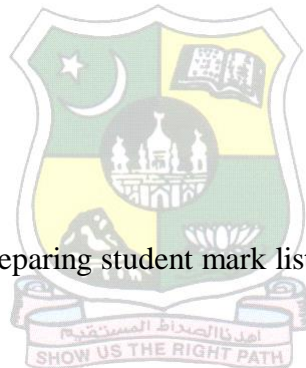 eparing student mark lis
اهدنا الصراط المستقيم
SHOW US THE RIGHT PATH